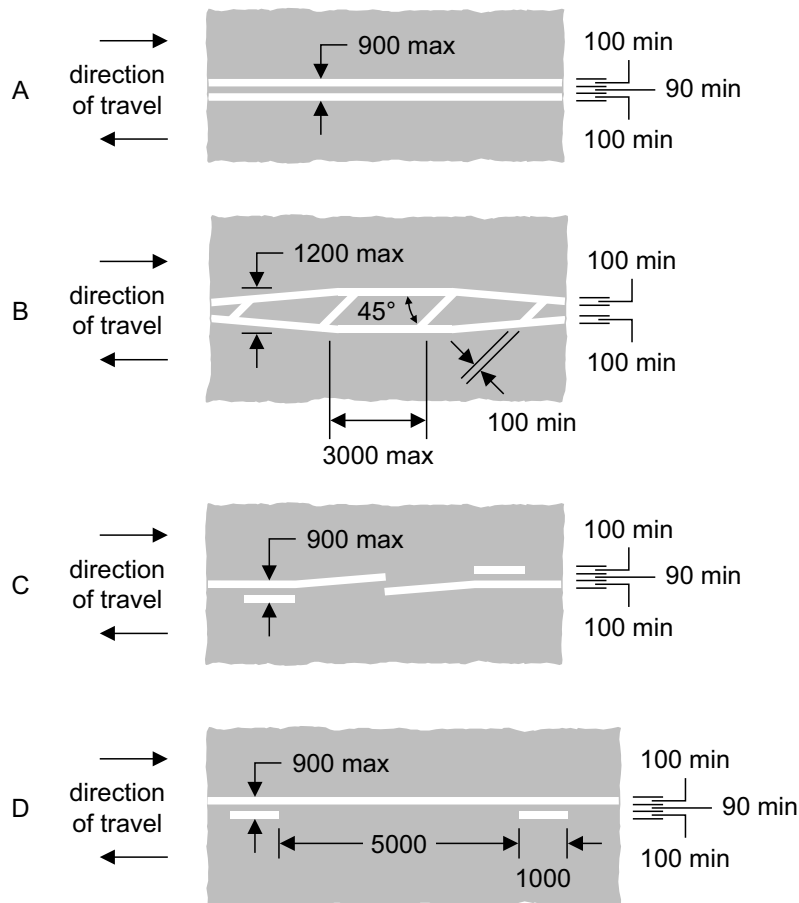 A
direction
of travel
900 max
100 min
90 min
100 min
B
direction
of travel
1200 max
45°
100 min
100 min
100 min
3000 max
C
direction
of travel
900 max
100 min
90 min
100 min
D
direction
of travel
900 max
5000
1000
100 min
90 min
100 min